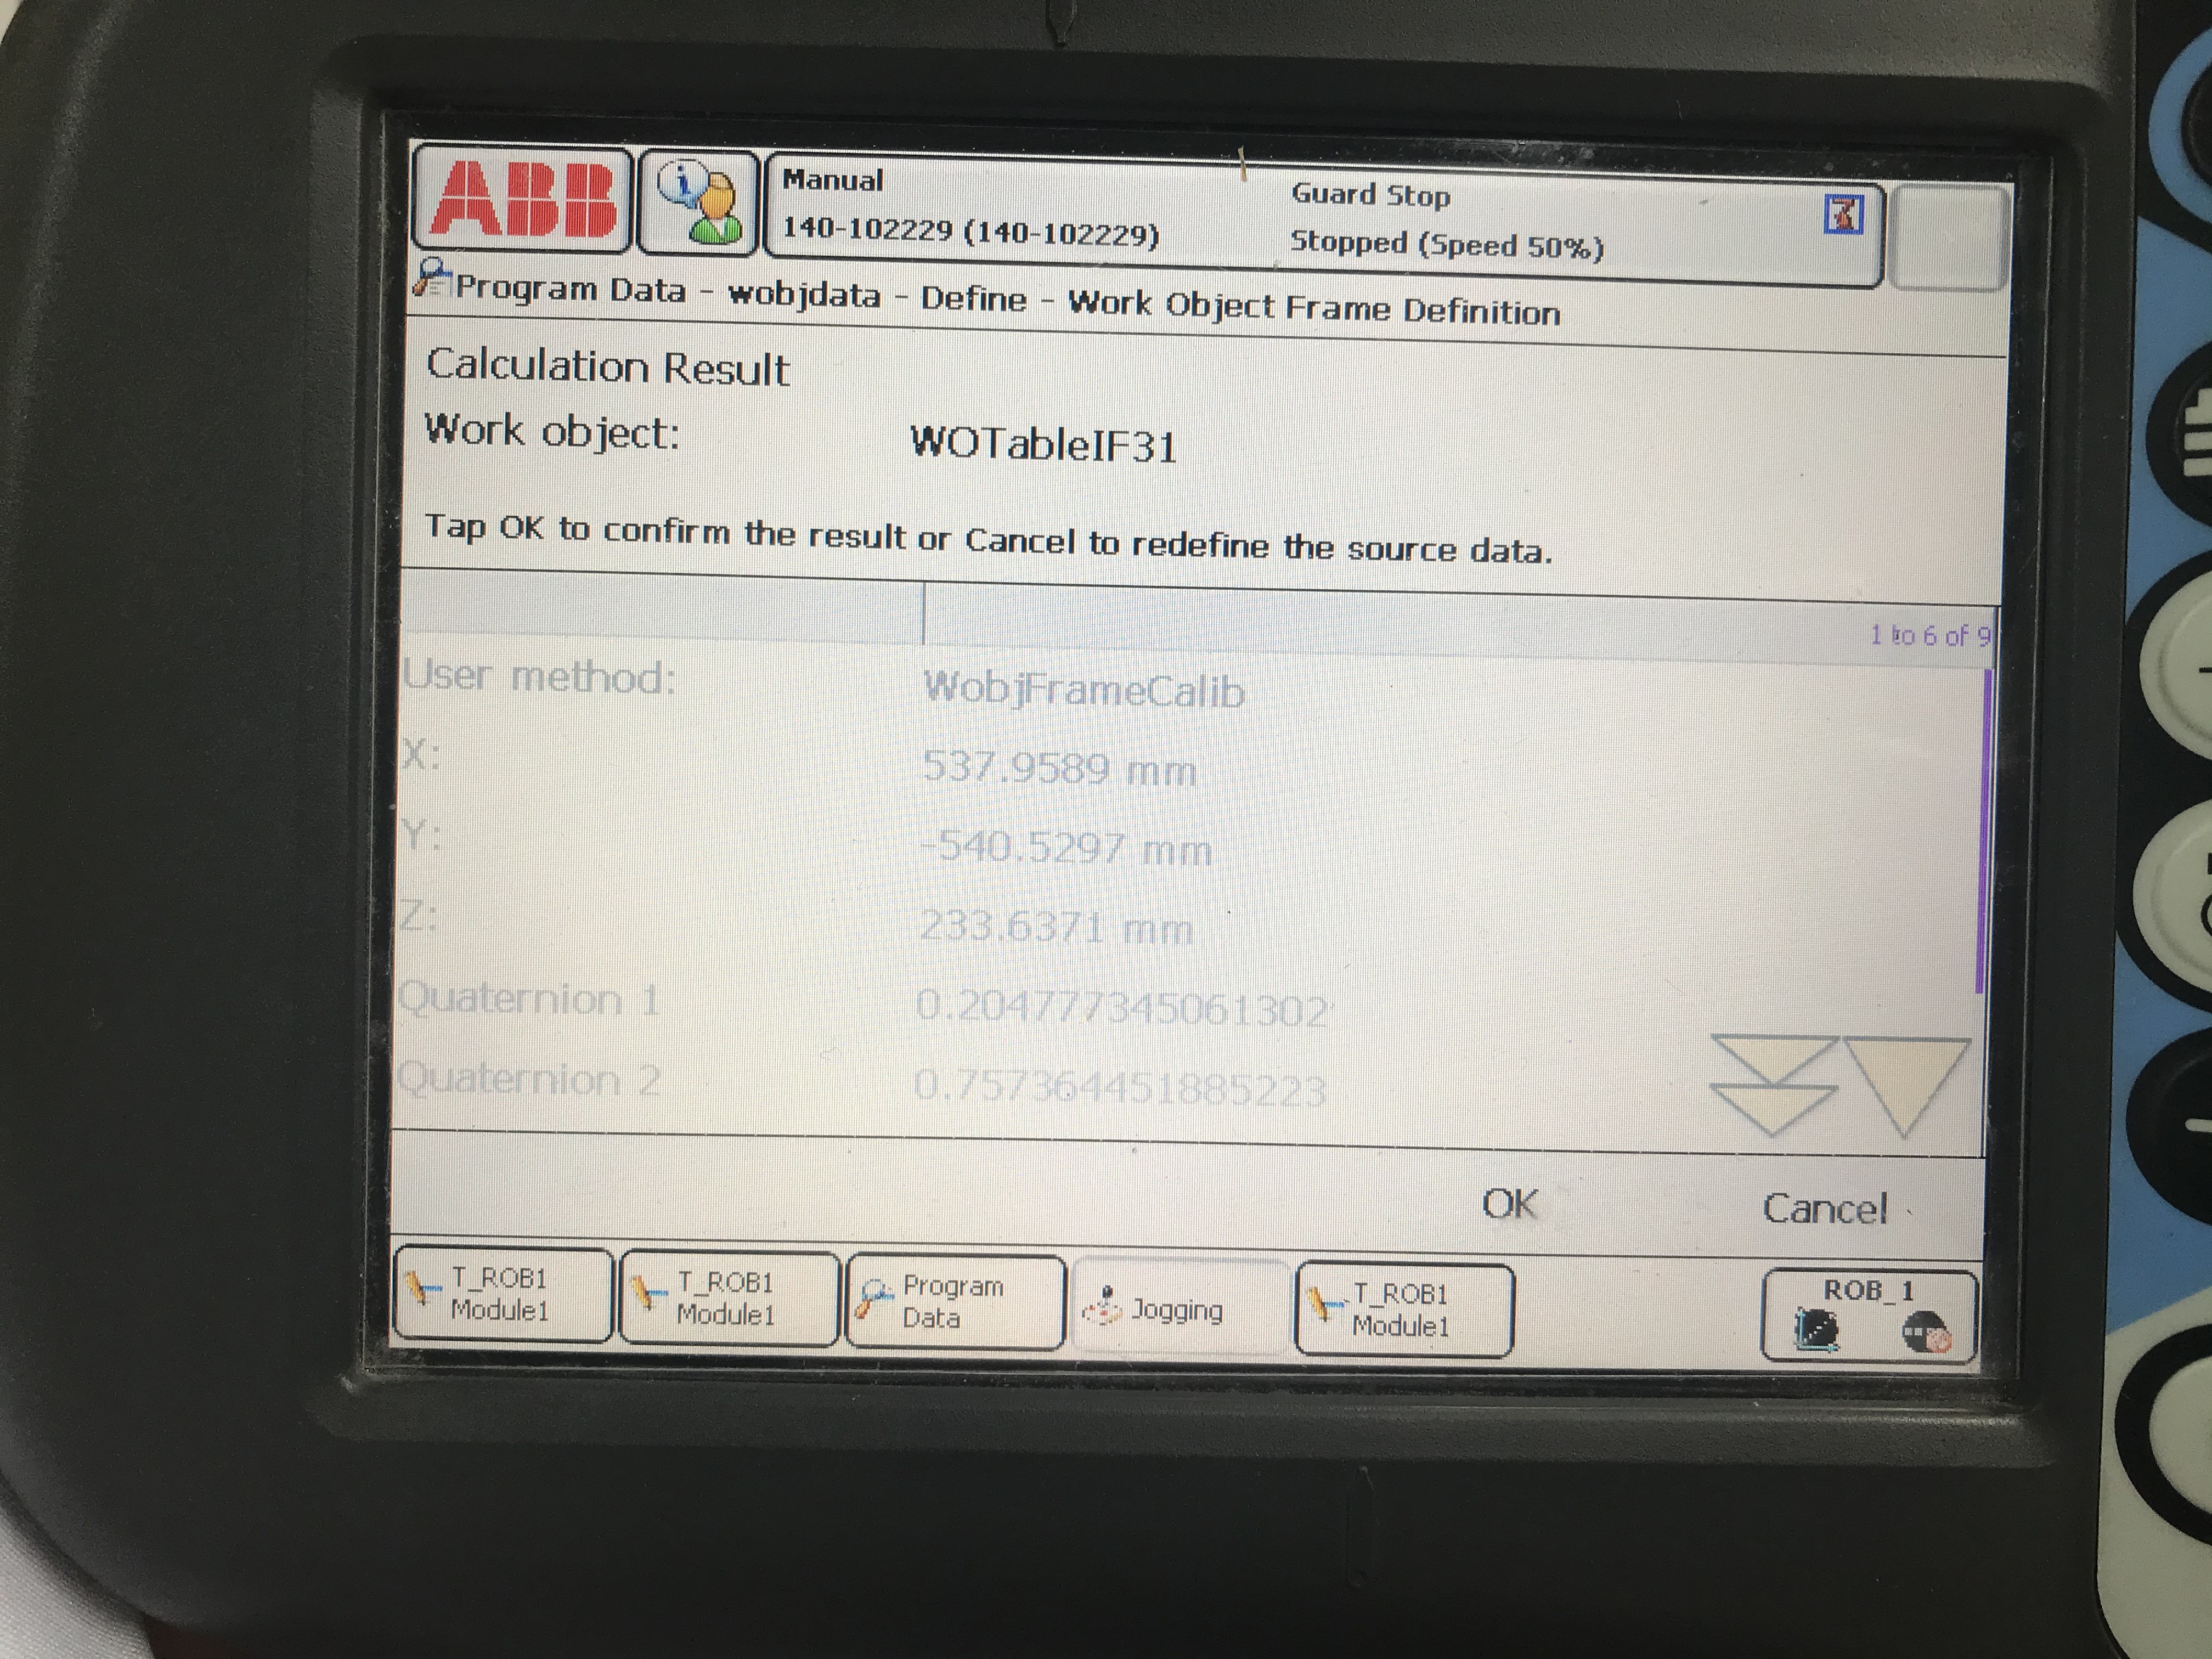 ABB
Manual
140-102229 (140-102229)
Guard Stop
Stopped (Speed 50%)
Program Data - wobjdata - Define - Work Object Frame Definition
Calculation Result
Work object: WOTableIF31
Tap OK to confirm the result or Cancel to redefine the source data.
1 to 6 of 9
User method: WobjFrameCalib
X: 537.9589 mm
Y: -540.5297 mm
Z: 233.6371 mm
Quaternion 1 0.204777345061302
Quaternion 2 0.757364451885223
OK Cancel
T_ROB1
Module1
T_ROB1
Module1
Program
Data
Jogging
T_ROB1
Module1
ROB_1